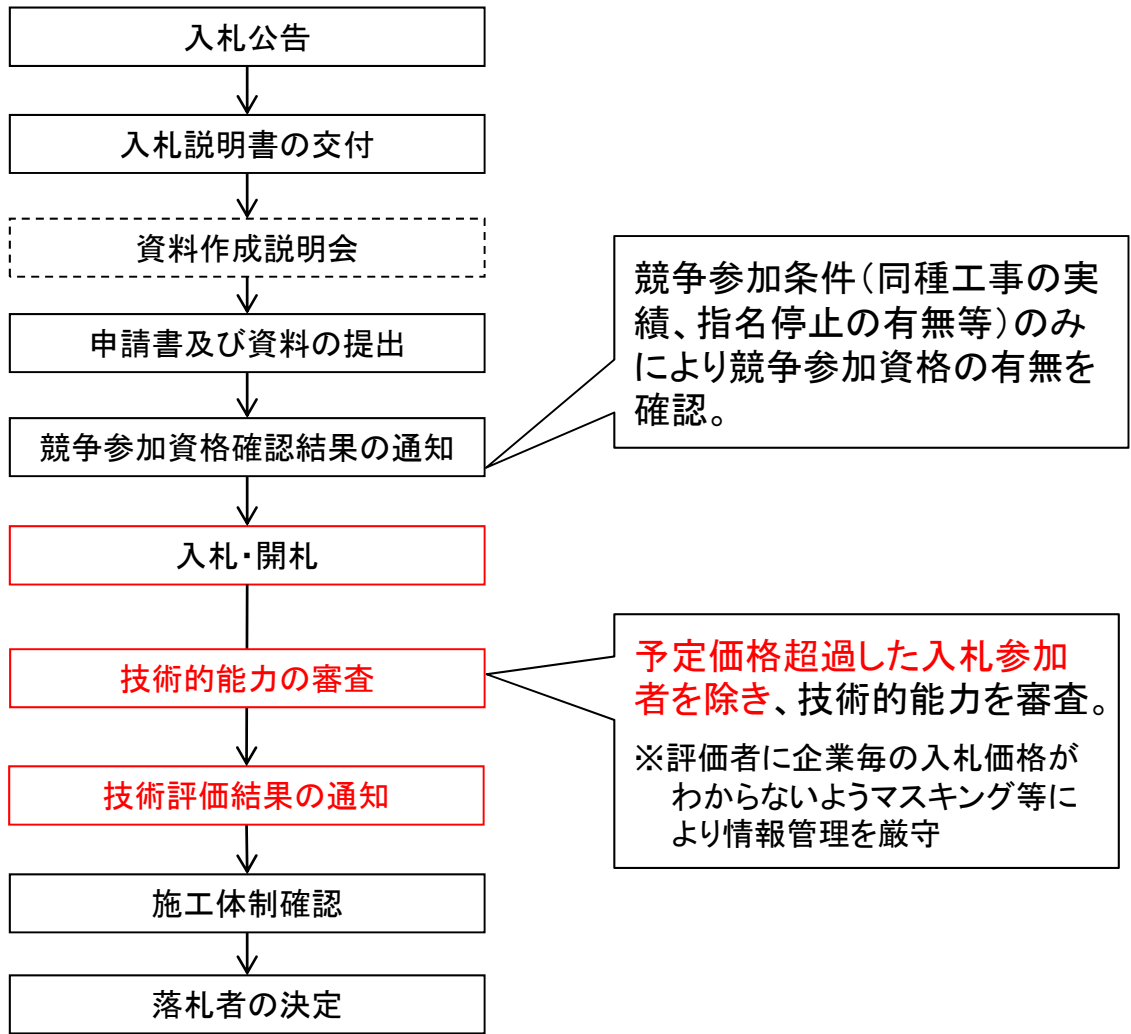 入札公告
入札説明書の交付
資料作成説明会
申請書及び資料の提出
競争参加資格確認結果の通知
競争参加条件(同種工事の実
績、指名停止の有無等)のみ
により競争参加資格の有無を
確認。
入札・開札
技術的能力の審査
予定価格超過した入札参加
者を除き、技術的能力を審査。
※評価者に企業毎の入札価格が
わからないようマスキング等に
より情報管理を厳守
技術評価結果の通知
施工体制確認
落札者の決定